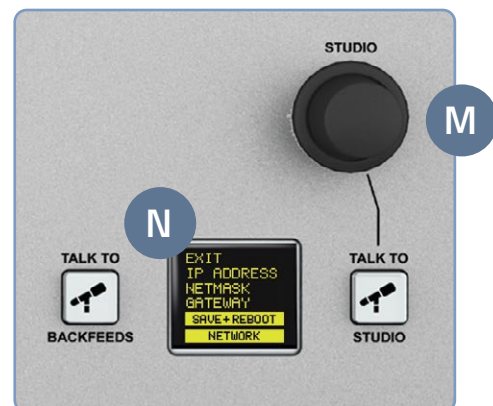 STUDIO
M
N
TALK TO
BACKFEEDS
EXIT
IP ADDRESS
NETMASK
GATEWAY
SAVE+REBOOT
NETWORK
TALK TO
STUDIO